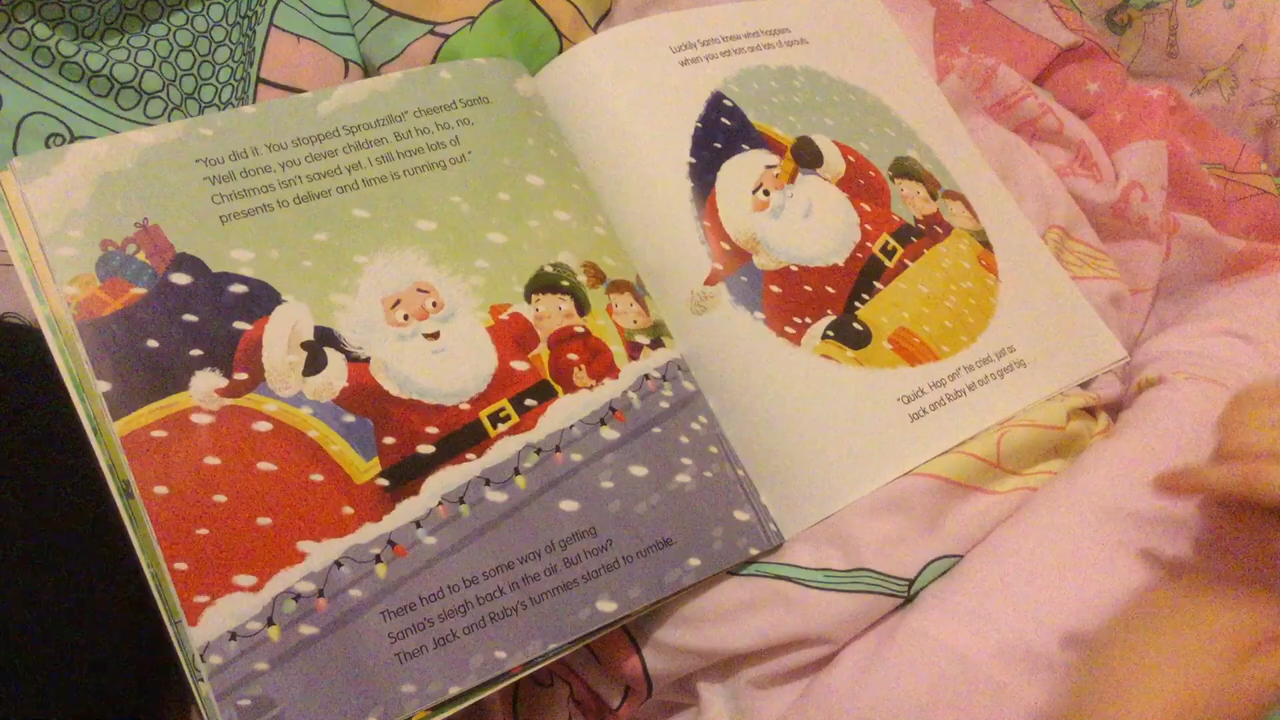 "You did it. You stopped Sproutzilla!" cheered Santa.
"Well done, you clever children. But ho, ho, no,
Christmas isn't saved yet. I still have lots of
presents to deliver and time is running out."
There had to be some way of getting
Santa's sleigh back in the air. But how?
Then Jack and Ruby's tummies started to rumble.
Luckily Santa knew what happens
when you eat lots and lots of sprouts.
"Quick. Hop on!" he cried, just as
Jack and Ruby let out a great big...